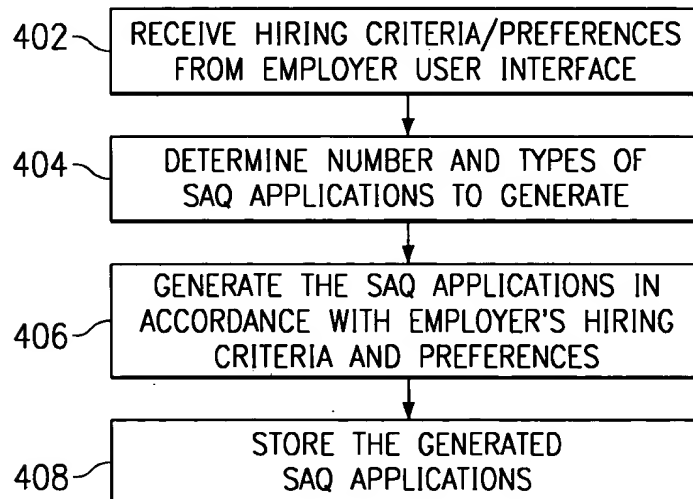 402
RECEIVE HIRING CRITERIA/PREFERENCES
FROM EMPLOYER USER INTERFACE
404
DETERMINE NUMBER AND TYPES OF
SAQ APPLICATIONS TO GENERATE
406
GENERATE THE SAQ APPLICATIONS IN
ACCORDANCE WITH EMPLOYER'S HIRING
CRITERIA AND PREFERENCES
408
STORE THE GENERATED
SAQ APPLICATIONS